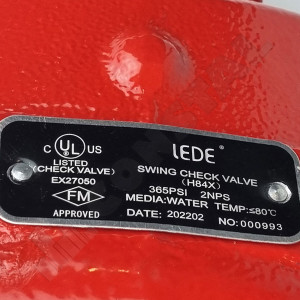 C UL US
LISTED
(CHECK VALVE)
EX27050
FM
APPROVED
LEDE
SWING CHECK VALVE
(H84X)
365PSI 2NPS
MEDIA:WATER TEMP:≤80℃
DATE: 202202 NO:000993